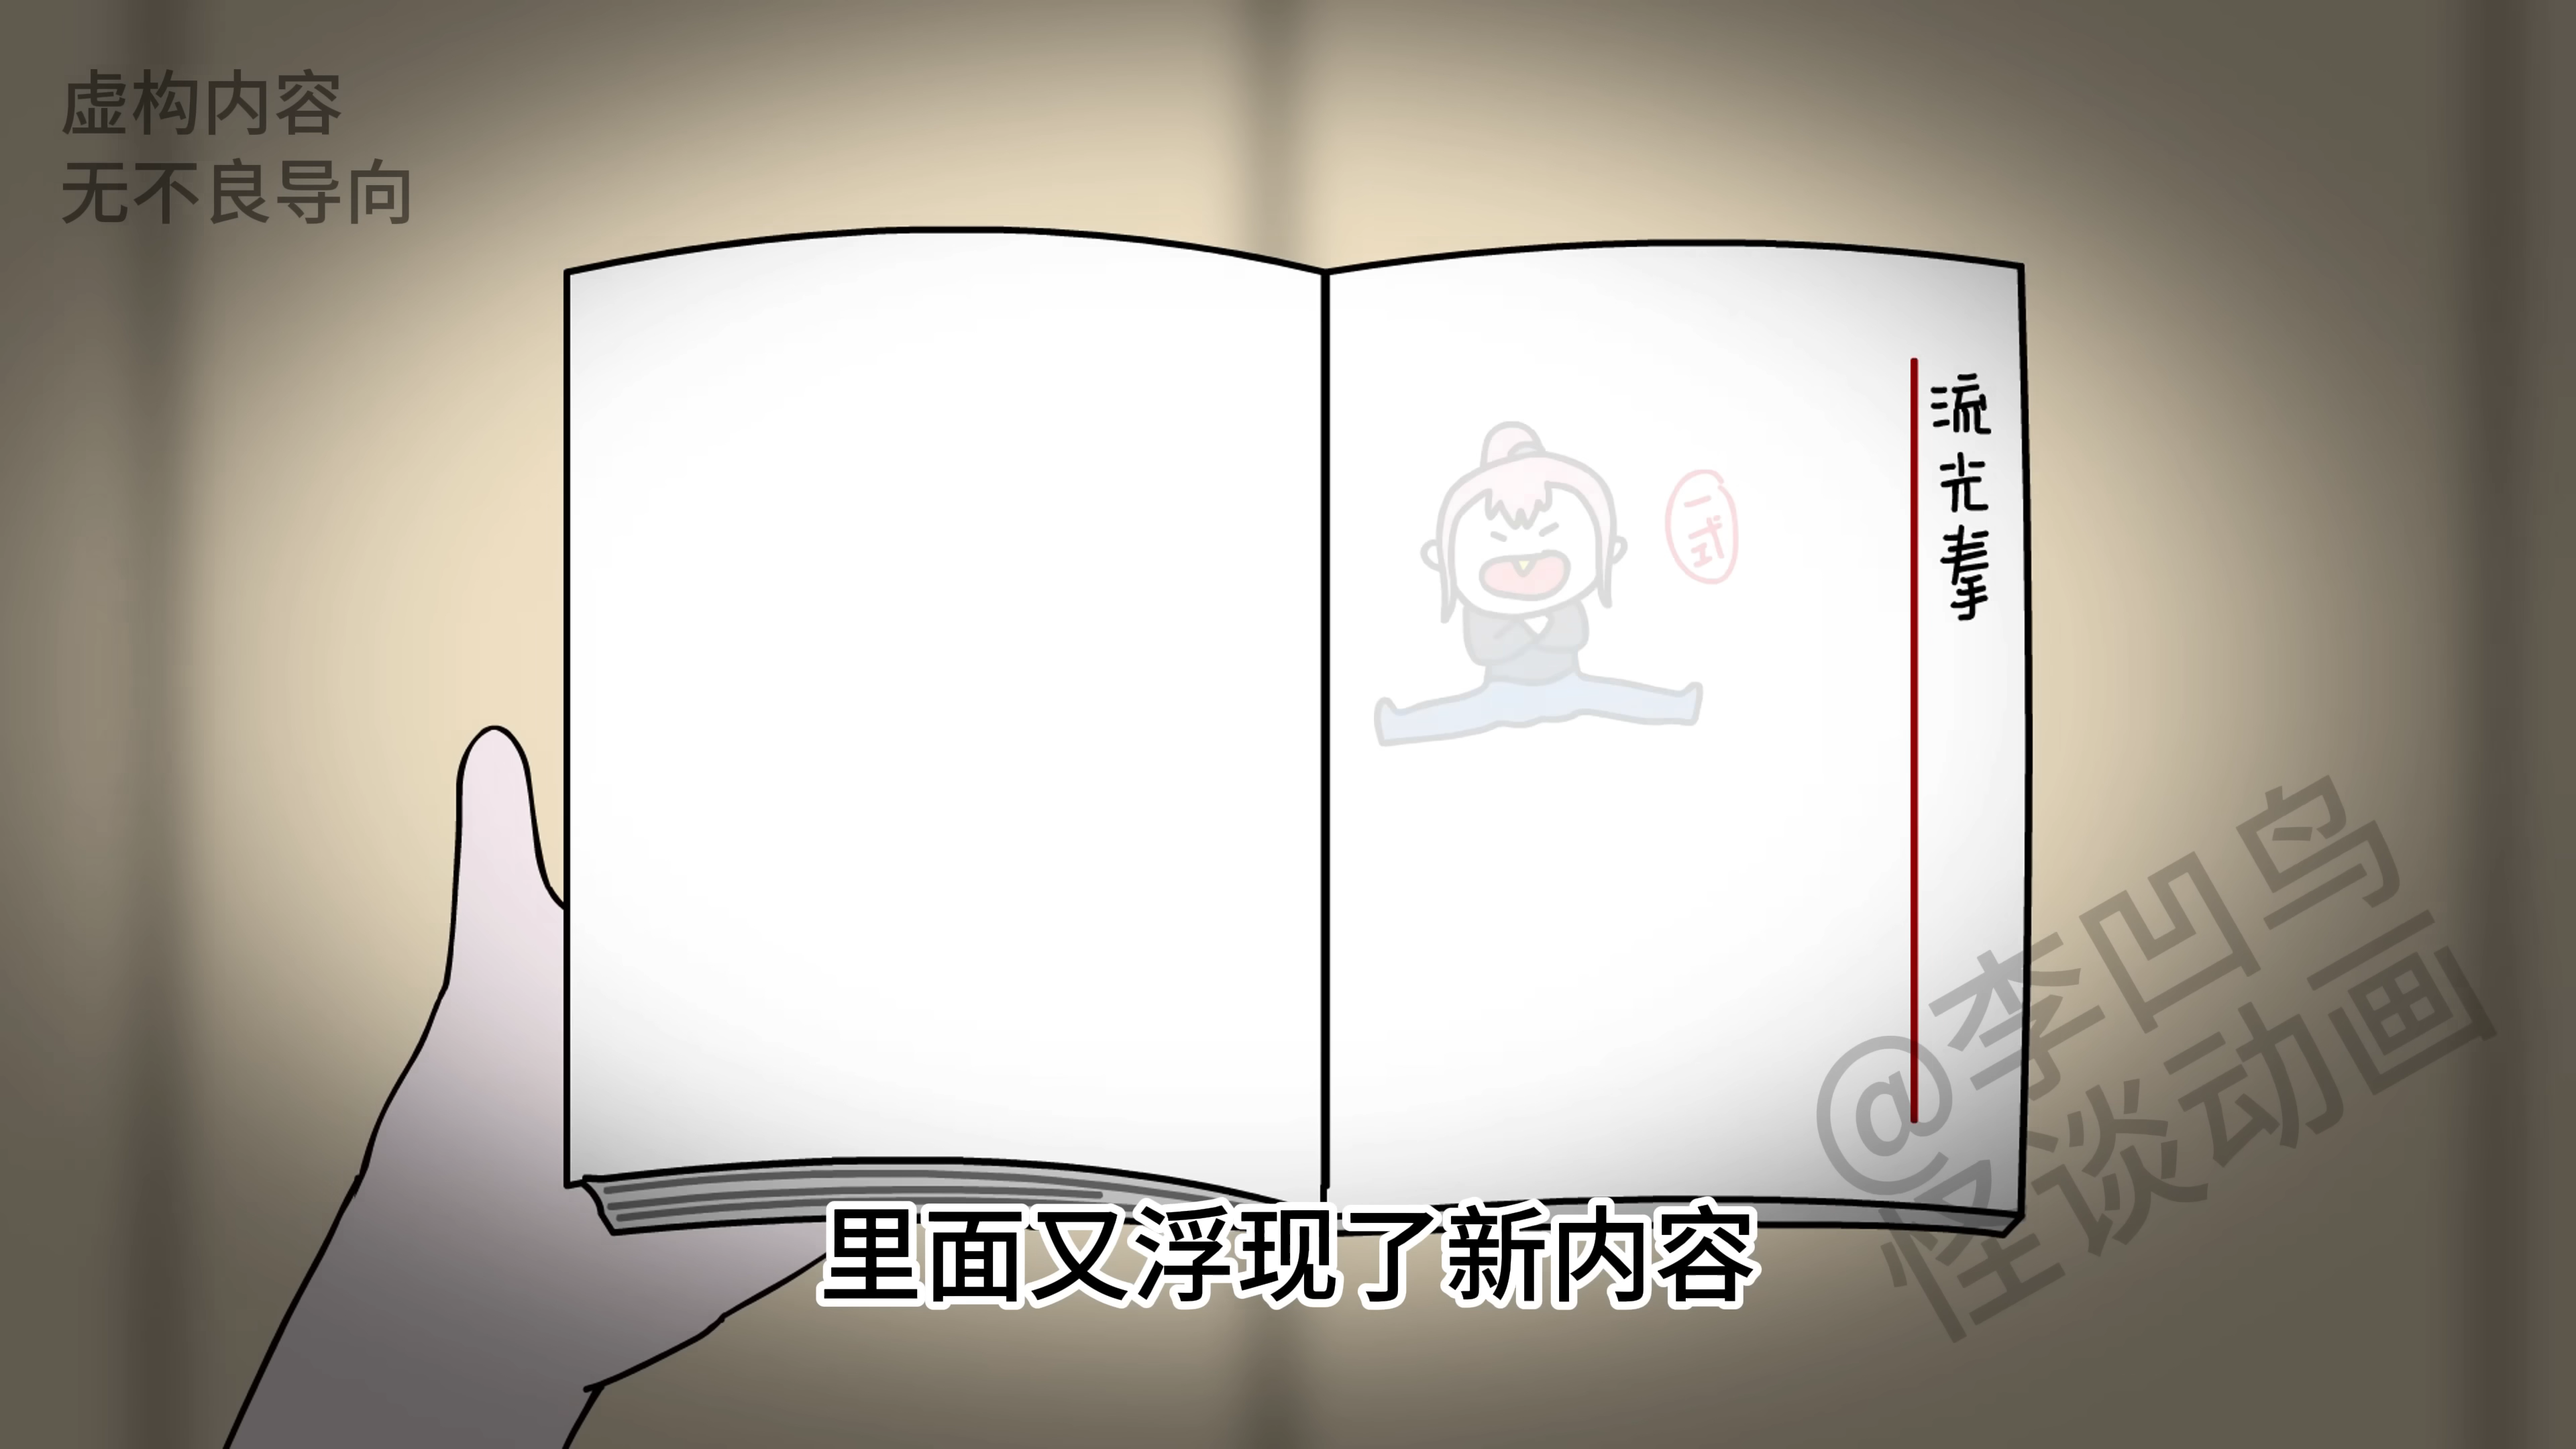 虚构内容
无不良导向
流光拳
一式
@李凹鸟
怪谈动画
里面又浮现了新内容